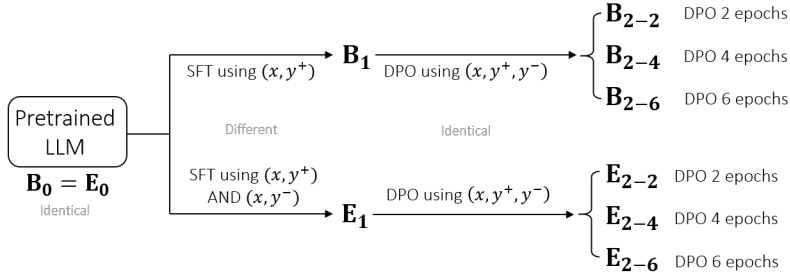 Pretrained
LLM
B₀ = E₀
Identical
SFT using (x, y⁺)
B₁
DPO using (x, y⁺, y⁻)
B₂₋₂ DPO 2 epochs
B₂₋₄ DPO 4 epochs
B₂₋₆ DPO 6 epochs
Different
Identical
SFT using (x, y⁺)
AND (x, y⁻)
E₁
DPO using (x, y⁺, y⁻)
E₂₋₂ DPO 2 epochs
E₂₋₄ DPO 4 epochs
E₂₋₆ DPO 6 epochs